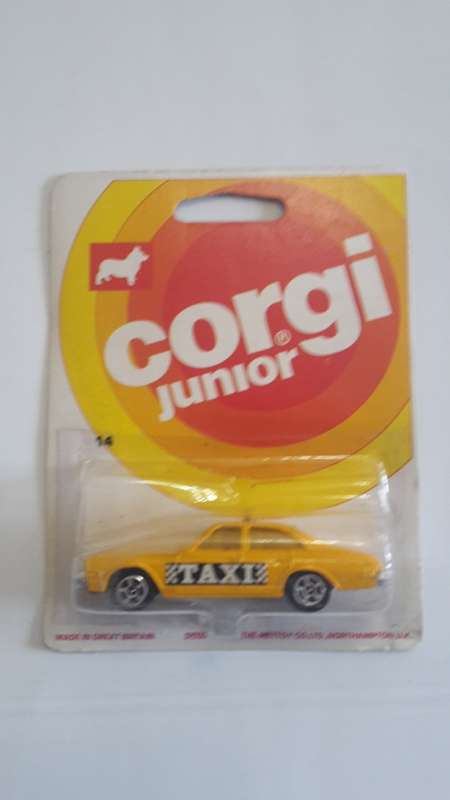 corgi®
junior
14
TAXI
MADE IN GREAT BRITAIN THE METTOY CO. LTD., NORTHAMPTON U.K.